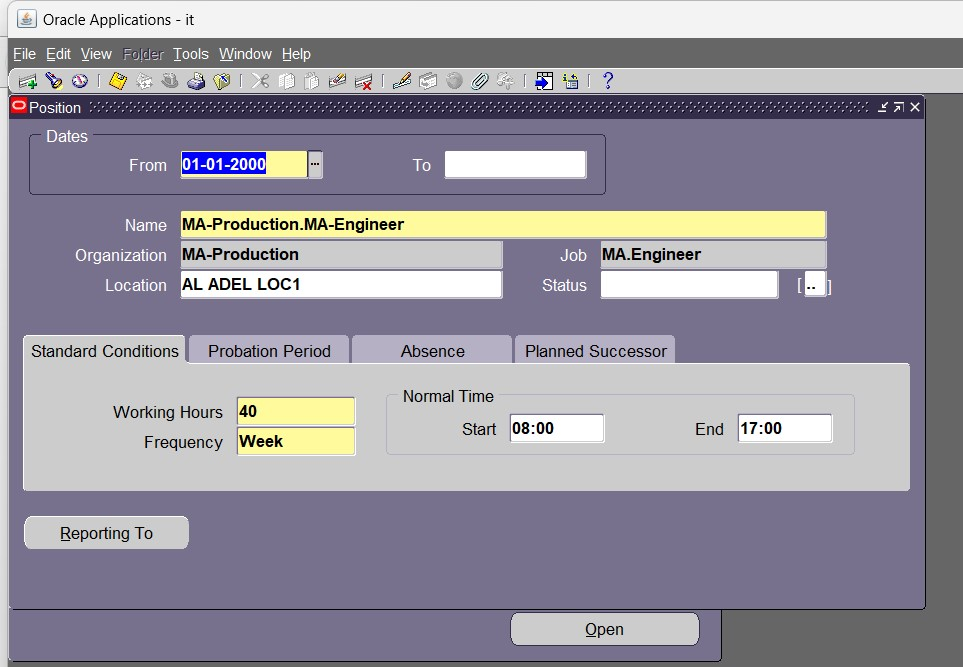 Oracle Applications - it
File Edit View Folder Tools Window Help
Position
Dates
From 01-01-2000 ... To
Name MA-Production.MA-Engineer
Organization MA-Production Job MA.Engineer
Location AL ADEL LOC1 Status [ .. ]
Standard Conditions Probation Period Absence Planned Successor
Normal Time
Working Hours 40
Start 08:00 End 17:00
Frequency Week
Reporting To
Open